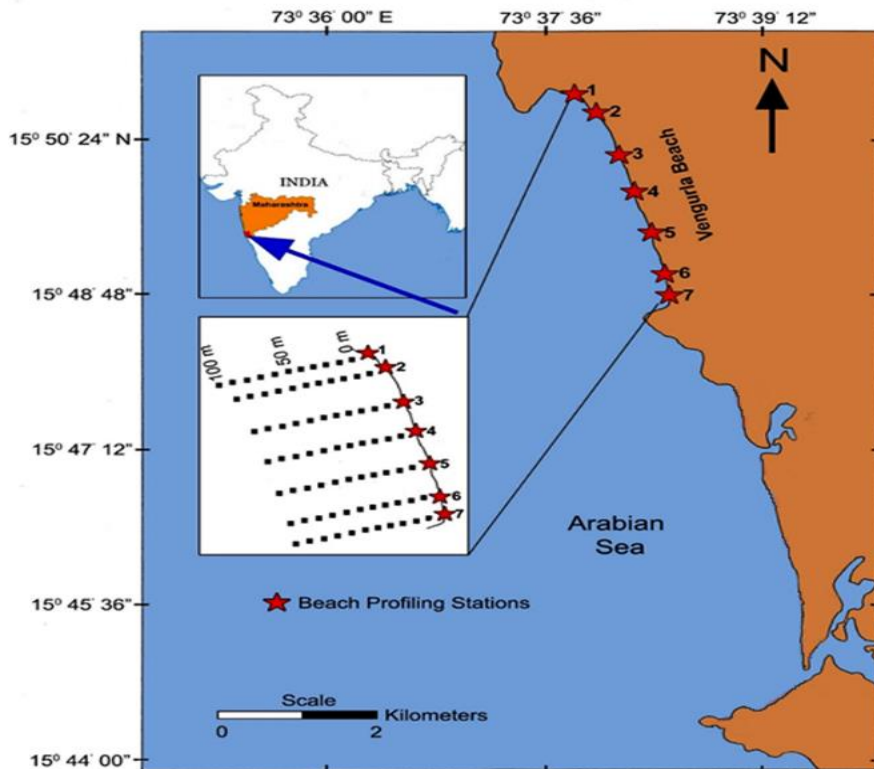 73° 36' 00" E
73° 37' 36"
73° 39' 12"
N
15° 50' 24" N
15° 48' 48"
15° 47' 12"
15° 45' 36"
15° 44' 00"
1
2
3
4
5
6
7
Venguria Beach
INDIA
Maharashtra
100 m
50 m
0 m
1
2
3
4
5
6
7
Arabian
Sea
Beach Profiling Stations
Scale
Kilometers
0
2